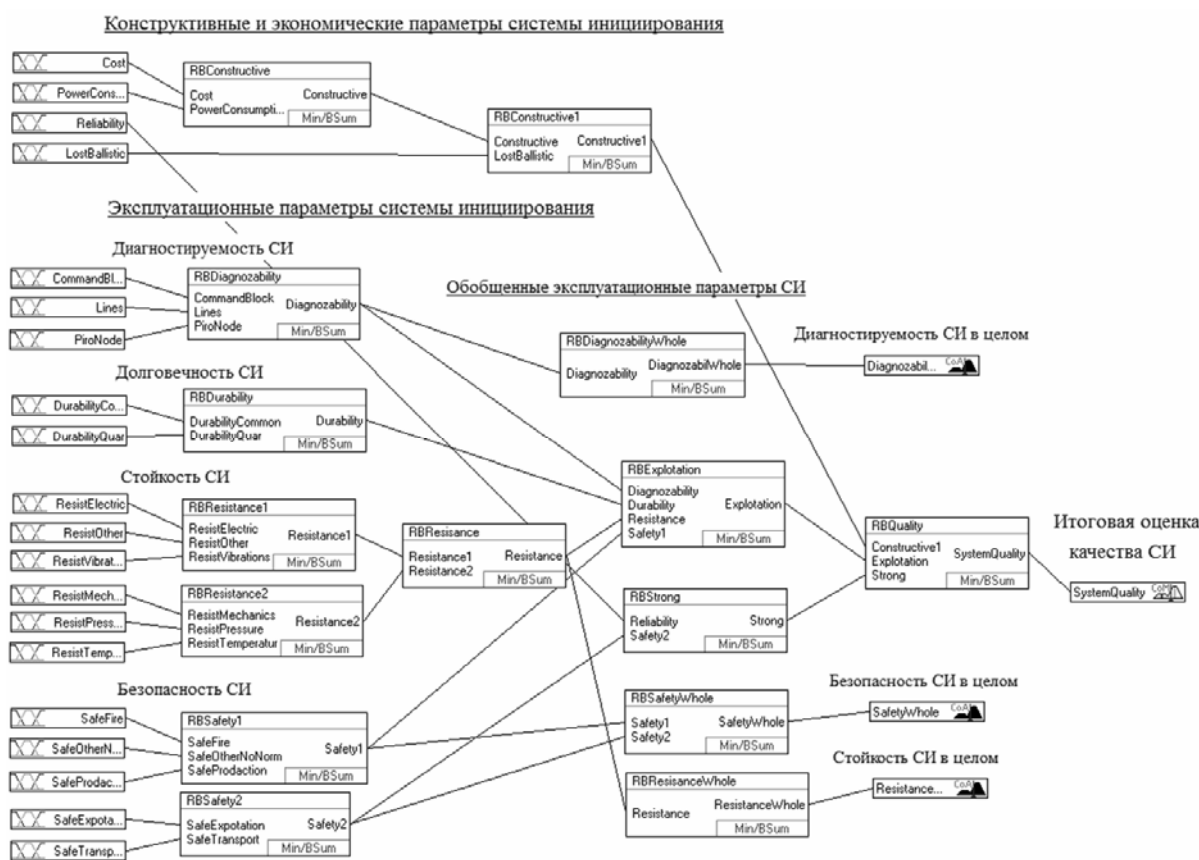 Конструктивные и экономические параметры системы инициирования
Cost
PowerCons...
Reliability
LostBallistic
RBConstructive
Cost
Constructive
PowerConsumpti...
Min/BSum
RBConstructive1
Constructive
Constructive1
LostBallistic
Min/BSum
Эксплуатационные параметры системы инициирования
Диагностируемость СИ
CommandBl...
Lines
PiroNode
RBDiagnozability
CommandBlock
Lines
Diagnozability
PiroNode
Min/BSum
Обобщенные эксплуатационные параметры СИ
RBDiagnozabilityWhole
Diagnozability
DiagnozabilWhole
Min/BSum
Диагностируемость СИ в целом
Diagnozabil...
CoA
Долговечность СИ
DurabilityCo...
DurabilityQuar
RBDurability
DurabilityCommon
Durability
DurabilityQuar
Min/BSum
Стойкость СИ
ResistElectric
ResistOther
ResistVibrat...
ResistMech...
ResistPress...
ResistTemp...
RBResistance1
ResistElectric
ResistOther
Resistance1
ResistVibrations
Min/BSum
RBResistance2
ResistMechanics
ResistPressure
Resistance2
ResistTemperatur
Min/BSum
RBResisance
Resistance1
Resistance
Resistance2
Min/BSum
RBExplotation
Diagnozability
Durability
Explotation
Resistance
Safety1
Min/BSum
RBStrong
Reliability
Strong
Safety2
Min/BSum
RBQuality
Constructive1
Explotation
SystemQuality
Strong
Min/BSum
Итоговая оценка
качества СИ
SystemQuality
CoM
Безопасность СИ
SafeFire
SafeOtherN...
SafeProdac...
SafeExpota...
SafeTransp...
RBSafety1
SafeFire
SafeOtherNoNorm
Safety1
SafeProdaction
Min/BSum
RBSafety2
SafeExpotation
Safety2
SafeTransport
Min/BSum
RBSafetyWhole
Safety1
SafetyWhole
Safety2
Min/BSum
Безопасность СИ в целом
SafetyWhole
CoA
RBResisanceWhole
Resistance
ResistanceWhole
Min/BSum
Стойкость СИ в целом
Resistance...
CoA